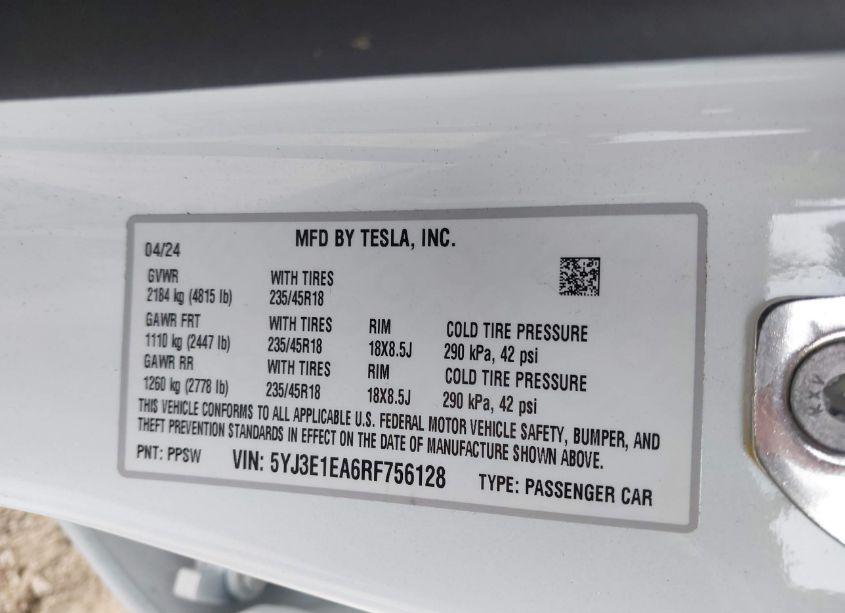 MFD BY TESLA, INC.
04/24
GVWR WITH TIRES
2184 kg (4815 lb) 235/45R18
GAWR FRT WITH TIRES RIM COLD TIRE PRESSURE
1110 kg (2447 lb) 235/45R18 18X8.5J 290 kPa, 42 psi
GAWR RR WITH TIRES RIM COLD TIRE PRESSURE
1260 kg (2778 lb) 235/45R18 18X8.5J 290 kPa, 42 psi
THIS VEHICLE CONFORMS TO ALL APPLICABLE U.S. FEDERAL MOTOR VEHICLE SAFETY, BUMPER, AND
THEFT PREVENTION STANDARDS IN EFFECT ON THE DATE OF MANUFACTURE SHOWN ABOVE.
PNT: PPSW VIN: 5YJ3E1EA6RF756128 TYPE: PASSENGER CAR